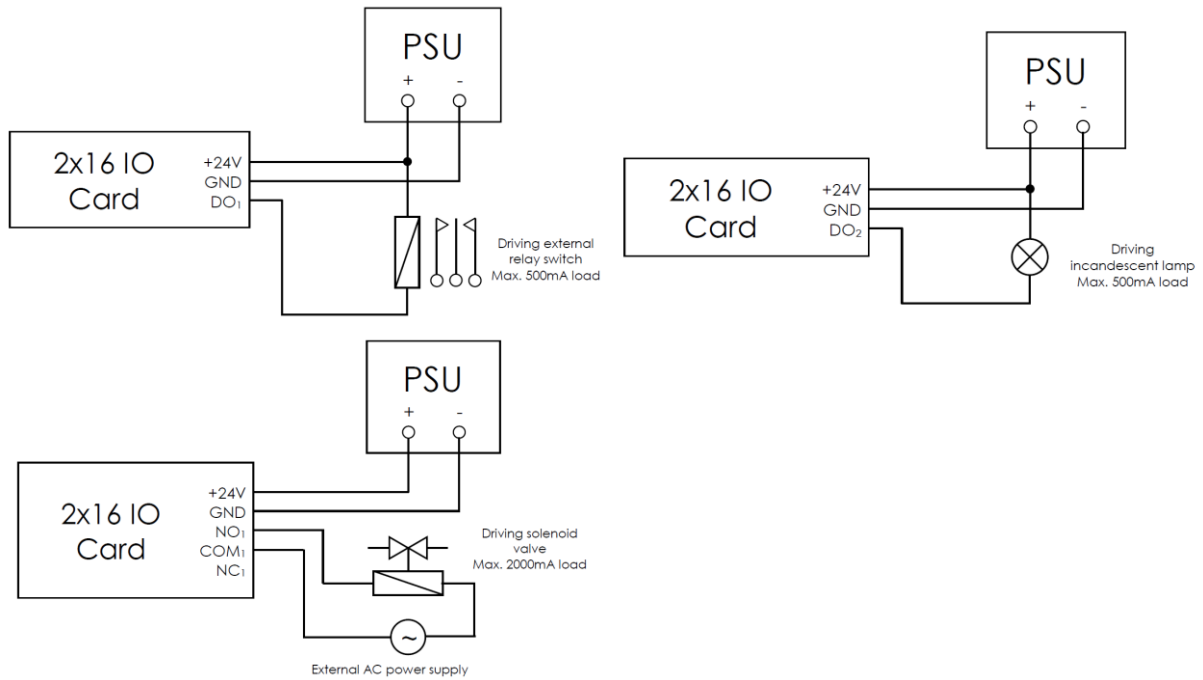 PSU
+ -
2x16 IO
Card
+24V
GND
DO₁
Driving external
relay switch
Max. 500mA load
PSU
+ -
2x16 IO
Card
+24V
GND
DO₂
Driving
incandescent lamp
Max. 500mA load
PSU
+ -
2x16 IO
Card
+24V
GND
NO₁
COM₁
NC₁
Driving solenoid
valve
Max. 2000mA load
~
External AC power supply